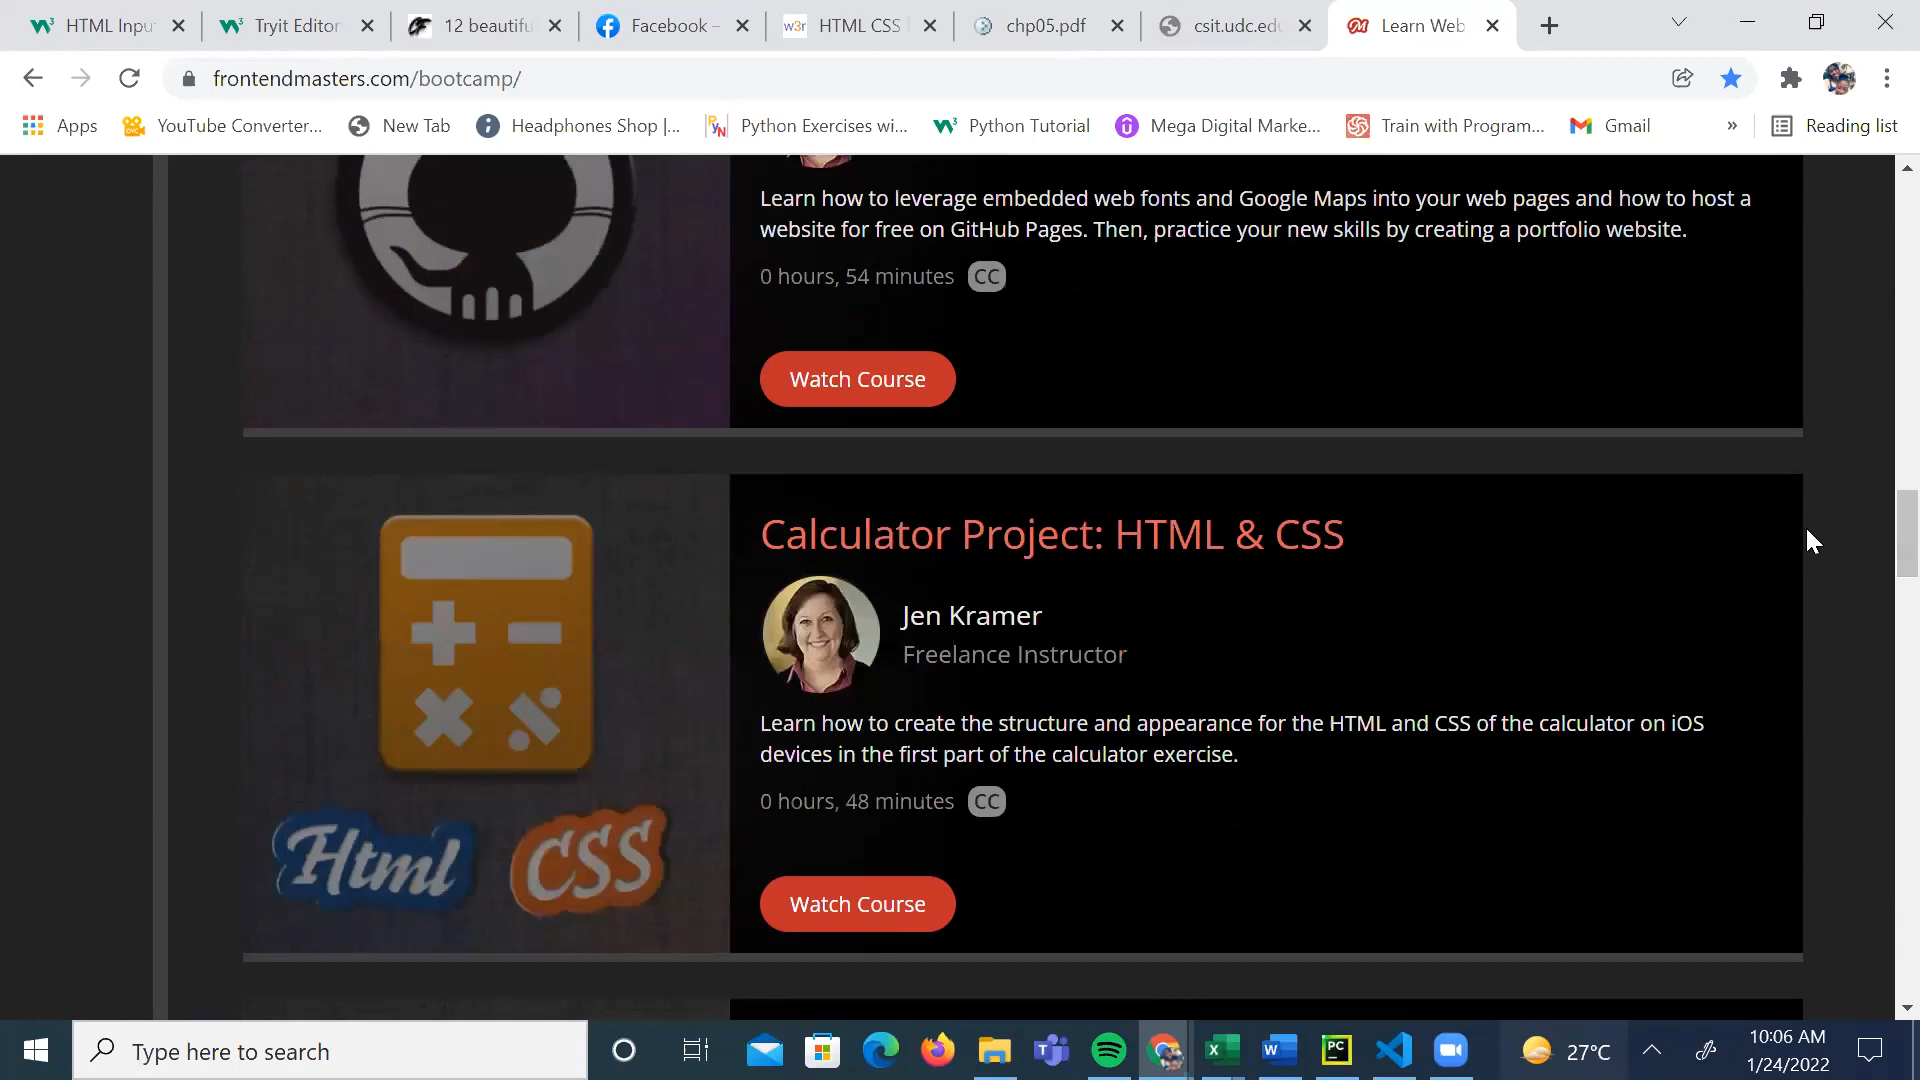 HTML Inpu
Tryit Editor
12 beautifu
Facebook –
w3r
HTML CSS
chp05.pdf
csit.udc.edu
Learn Web
frontendmasters.com/bootcamp/
Apps
YouTube Converter...
New Tab
Headphones Shop |...
Python Exercises wi...
Python Tutorial
Mega Digital Marke...
Train with Program...
Gmail
»
Reading list
Learn how to leverage embedded web fonts and Google Maps into your web pages and how to host a
website for free on GitHub Pages. Then, practice your new skills by creating a portfolio website.
0 hours, 54 minutes CC
Watch Course
Calculator Project: HTML & CSS
Jen Kramer
Freelance Instructor
Learn how to create the structure and appearance for the HTML and CSS of the calculator on iOS
devices in the first part of the calculator exercise.
0 hours, 48 minutes CC
Html CSS
Watch Course
Type here to search
27°C
10:06 AM
1/24/2022